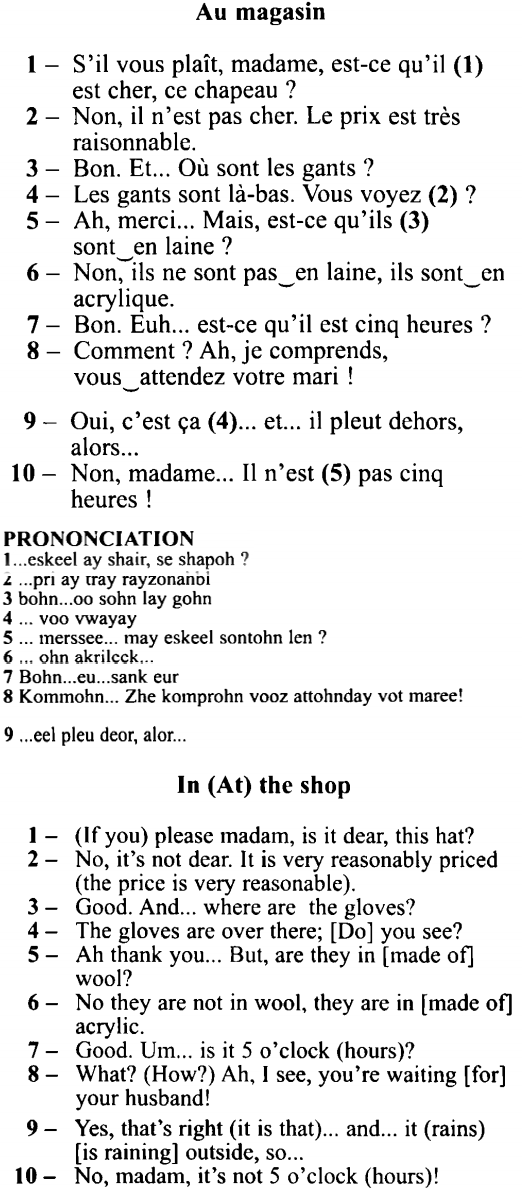 Au magasin
1 – S'il vous plaît, madame, est-ce qu'il (1)
est cher, ce chapeau ?
2 – Non, il n'est pas cher. Le prix est très
raisonnable.
3 – Bon. Et... Où sont les gants ?
4 – Les gants sont là-bas. Vous voyez (2) ?
5 – Ah, merci... Mais, est-ce qu'ils (3)
sont‿en laine ?
6 – Non, ils ne sont pas‿en laine, ils sont‿en
acrylique.
7 – Bon. Euh... est-ce qu'il est cinq heures ?
8 – Comment ? Ah, je comprends,
vous‿attendez votre mari !
9 – Oui, c'est ça (4)... et... il pleut dehors,
alors...
10 – Non, madame... Il n'est (5) pas cinq
heures !
PRONONCIATION
1...eskeel ay shair, se shapoh ?
2 ...pri ay tray rayzonanbl
3 bohn...oo sohn lay gohn
4 ... voo vwayay
5 ... merssee... may eskeel sontohn len ?
6 ... ohn akrileek...
7 Bohn...eu...sank eur
8 Kommohn... Zhe komprohn vooz attohnday vot maree!
9 ...eel pleu deor, alor...
In (At) the shop
1 – (If you) please madam, is it dear, this hat?
2 – No, it's not dear. It is very reasonably priced
(the price is very reasonable).
3 – Good. And... where are the gloves?
4 – The gloves are over there; [Do] you see?
5 – Ah thank you... But, are they in [made of]
wool?
6 – No they are not in wool, they are in [made of]
acrylic.
7 – Good. Um... is it 5 o'clock (hours)?
8 – What? (How?) Ah, I see, you're waiting [for]
your husband!
9 – Yes, that's right (it is that)... and... it (rains)
[is raining] outside, so...
10 – No, madam, it's not 5 o'clock (hours)!